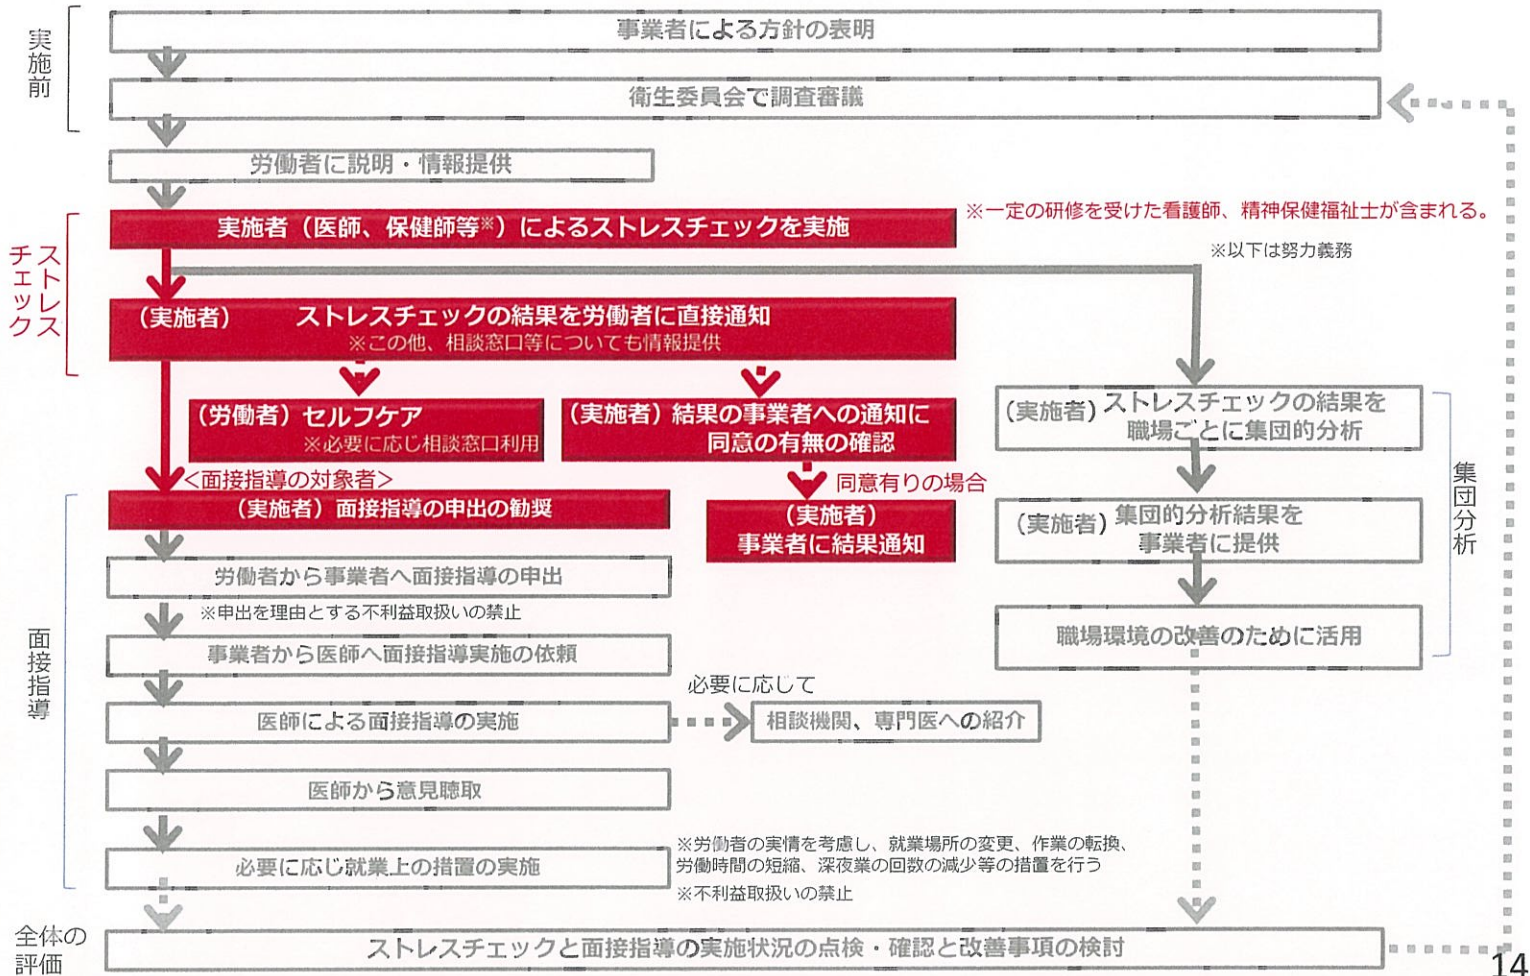 実施前
事業者による方針の表明
衛生委員会で調査審議
労働者に説明・情報提供
ストレス
チェック
実施者（医師、保健師等※）によるストレスチェックを実施
※一定の研修を受けた看護師、精神保健福祉士が含まれる。
※以下は努力義務
（実施者） ストレスチェックの結果を労働者に直接通知
※この他、相談窓口等についても情報提供
（労働者）セルフケア
※必要に応じ相談窓口利用
（実施者）結果の事業者への通知に
同意の有無の確認
同意有りの場合
（実施者）
事業者に結果通知
（実施者）ストレスチェックの結果を
職場ごとに集団的分析
（実施者）集団的分析結果を
事業者に提供
職場環境の改善のために活用
集団分析
面接指導
＜面接指導の対象者＞
（実施者）面接指導の申出の勧奨
労働者から事業者へ面接指導の申出
※申出を理由とする不利益取扱いの禁止
事業者から医師へ面接指導実施の依頼
医師による面接指導の実施
必要に応じて
相談機関、専門医への紹介
医師から意見聴取
必要に応じ就業上の措置の実施
※労働者の実情を考慮し、就業場所の変更、作業の転換、
労働時間の短縮、深夜業の回数の減少等の措置を行う
※不利益取扱いの禁止
全体の
評価
ストレスチェックと面接指導の実施状況の点検・確認と改善事項の検討
14